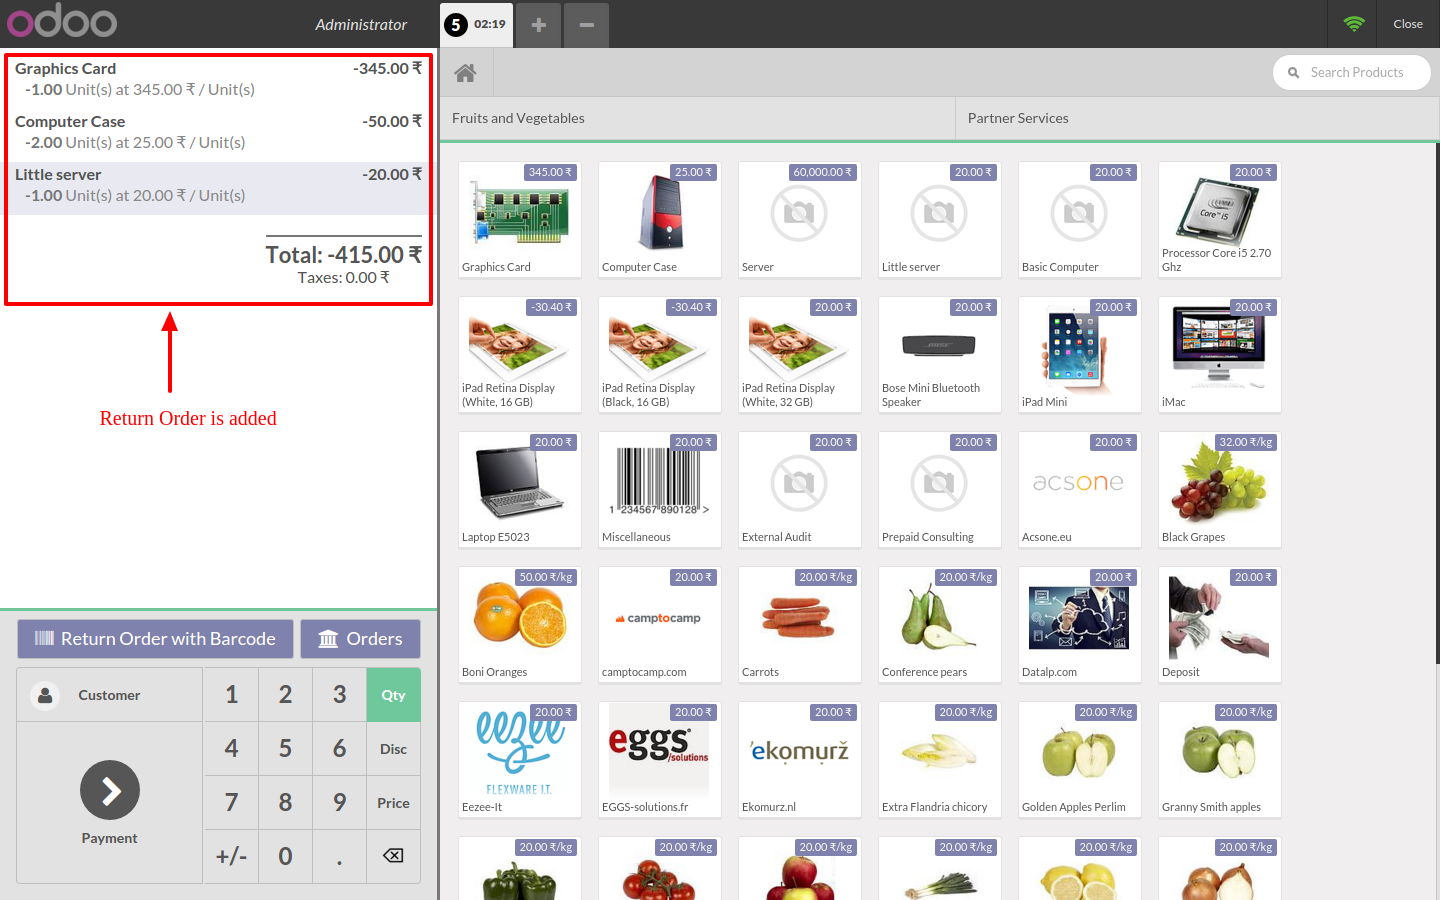 odoo
Administrator
5 02:19
Close
Graphics Card -345.00 ₹
-1.00 Unit(s) at 345.00 ₹ / Unit(s)
Computer Case -50.00 ₹
-2.00 Unit(s) at 25.00 ₹ / Unit(s)
Little server -20.00 ₹
-1.00 Unit(s) at 20.00 ₹ / Unit(s)
Total: -415.00 ₹
Taxes: 0.00 ₹
Return Order is added
Return Order with Barcode
Orders
Customer
1 2 3 Qty
4 5 6 Disc
7 8 9 Price
+/- 0 .
Payment
Search Products
Fruits and Vegetables
Partner Services
345.00 ₹
Graphics Card
25.00 ₹
Computer Case
60,000.00 ₹
Server
20.00 ₹
Little server
20.00 ₹
Basic Computer
20.00 ₹
Core™ i5
Processor Core i5 2.70
Ghz
-30.40 ₹
iPad Retina Display
(White, 16 GB)
-30.40 ₹
iPad Retina Display
(Black, 16 GB)
20.00 ₹
iPad Retina Display
(White, 32 GB)
20.00 ₹
BOSE
Bose Mini Bluetooth
Speaker
20.00 ₹
iPad Mini
20.00 ₹
iMac
20.00 ₹
Laptop E5023
20.00 ₹
1 234567 890128 >
Miscellaneous
20.00 ₹
External Audit
20.00 ₹
Prepaid Consulting
20.00 ₹
acsone
Acsone.eu
32.00 ₹/kg
Black Grapes
50.00 ₹/kg
Boni Oranges
20.00 ₹
camptocamp
camptocamp.com
20.00 ₹/kg
Carrots
20.00 ₹/kg
Conference pears
20.00 ₹
Datalp.com
20.00 ₹
Deposit
20.00 ₹
eezee
FLEXWARE I.T.
Eezee-It
20.00 ₹
eggs
/solutions
EGGS-solutions.fr
20.00 ₹
'ekomurž
Ekomurz.nl
20.00 ₹/kg
Extra Flandria chicory
20.00 ₹/kg
Golden Apples Perlim
20.00 ₹/kg
Granny Smith apples
20.00 ₹/kg
20.00 ₹/kg
20.00 ₹/kg
20.00 ₹/kg
20.00 ₹/kg
20.00 ₹/kg